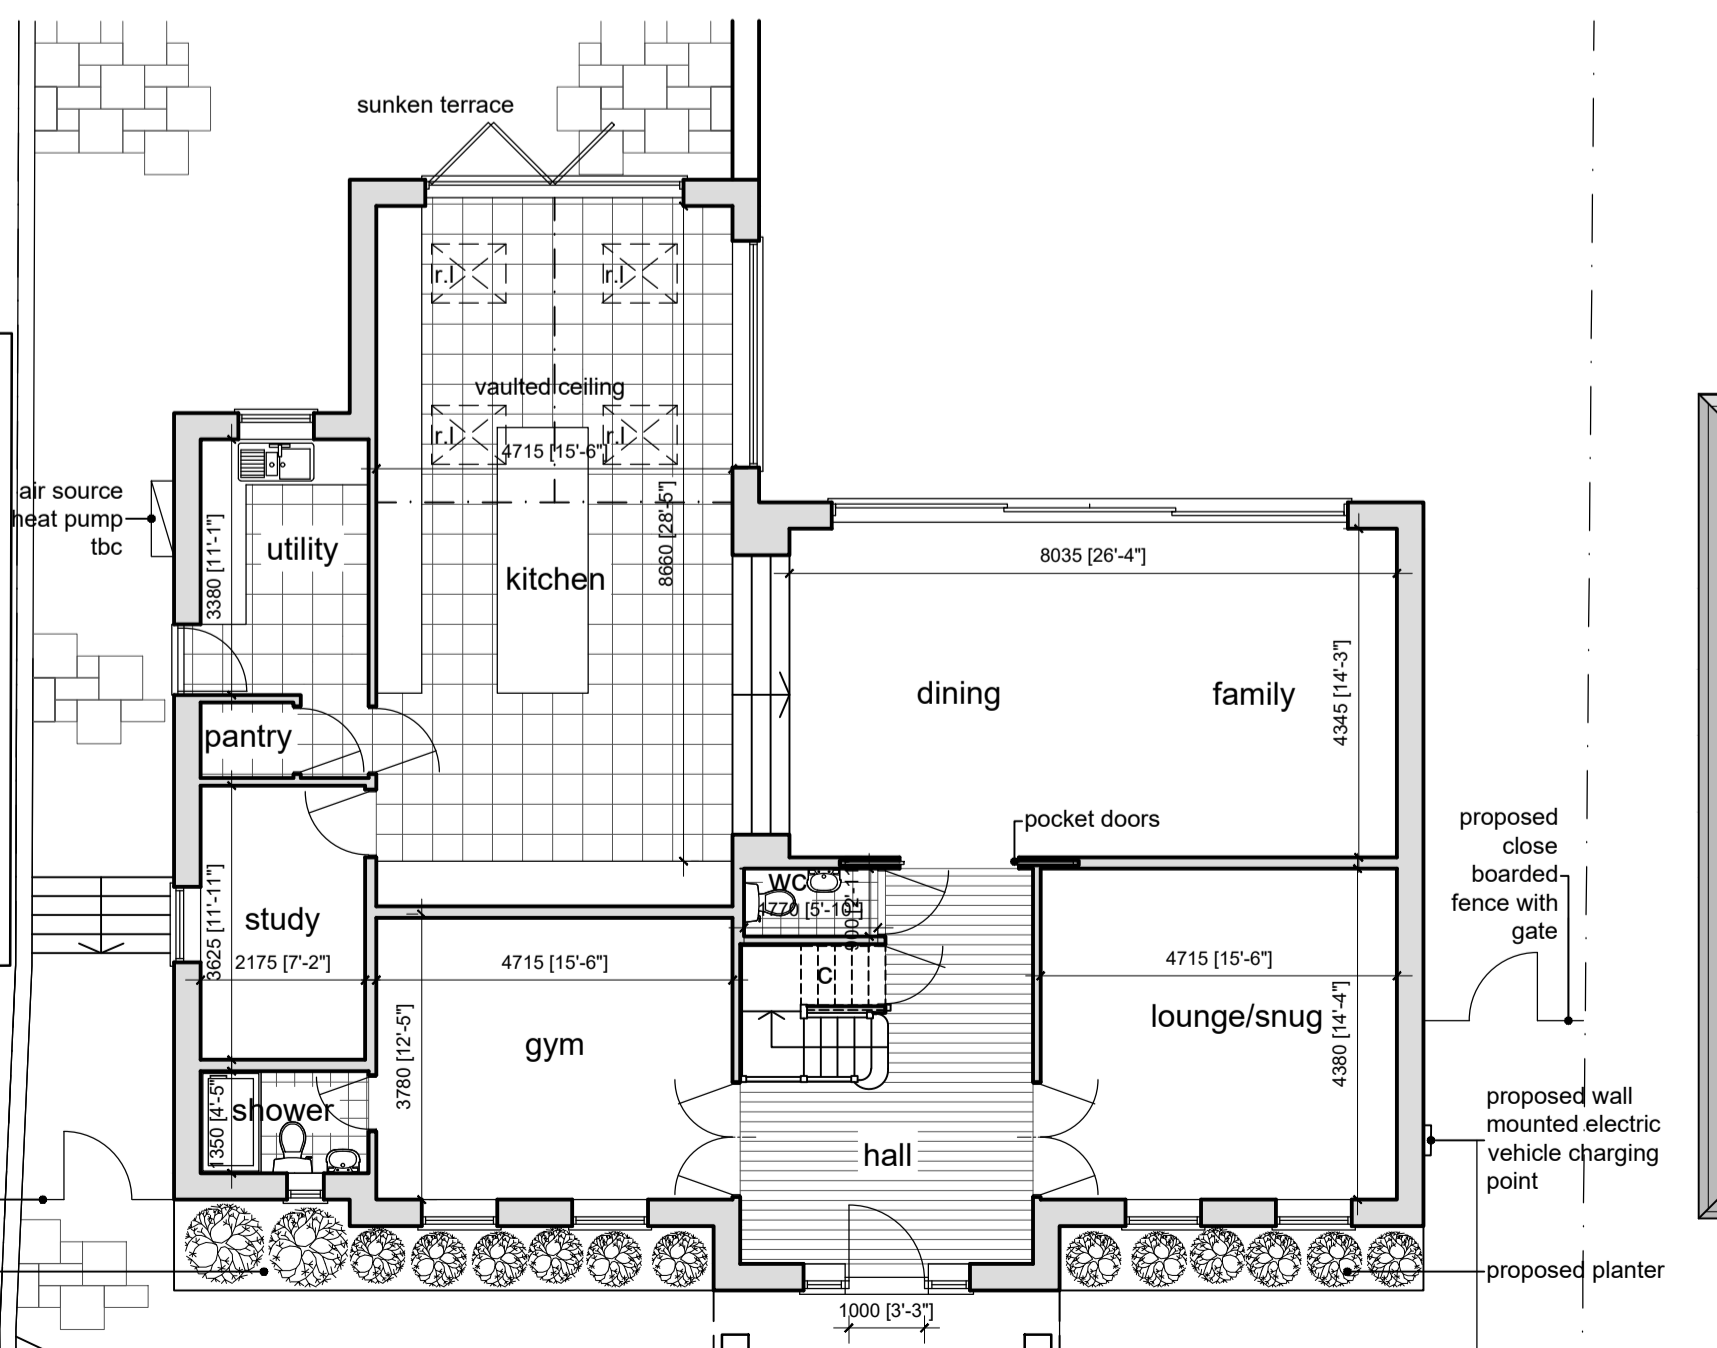 sunken terrace
r.l
r.l
vaulted ceiling
r.l
r.l
4715 [15'-6"]
air source
heat pump
tbc
3380 [11'-1"]
utility
kitchen
8660 [28'-5"]
8035 [26'-4"]
dining
family
4345 [14'-3"]
pantry
pocket doors
proposed
close
boarded
fence with
gate
wc
1770 [5'-10"]
study
3625 [11'-11"]
2175 [7'-2"]
4715 [15'-6"]
c
4715 [15'-6"]
lounge/snug
4380 [14'-4"]
gym
3780 [12'-5"]
shower
1350 [4'-5"]
hall
proposed wall
mounted electric
vehicle charging
point
proposed planter
1000 [3'-3"]